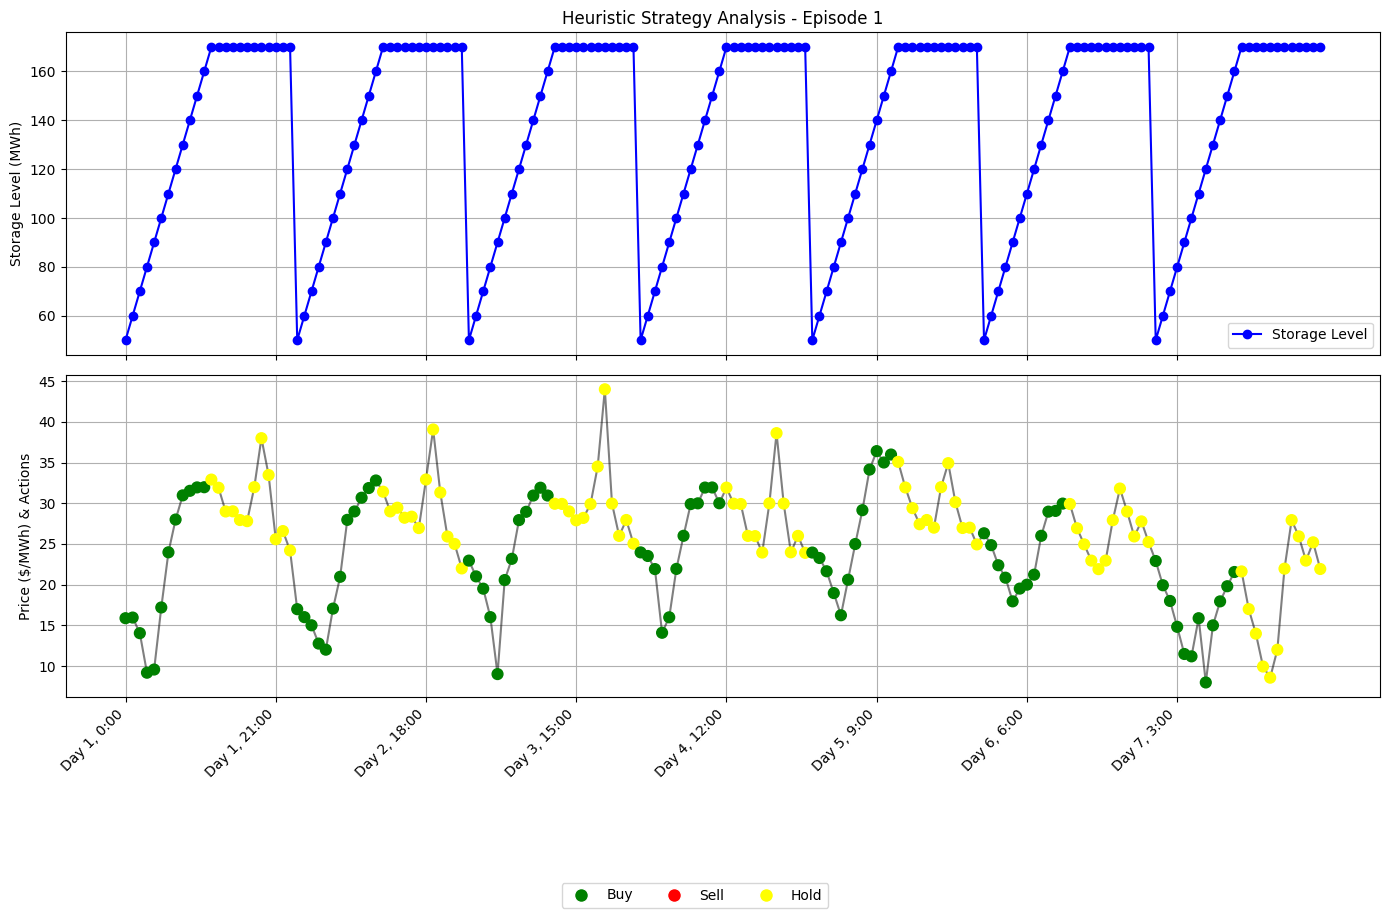 Heuristic Strategy Analysis - Episode 1
Storage Level (MWh)
160
140
120
100
80
60
Storage Level
Price ($/MWh) & Actions
45
40
35
30
25
20
15
10
Day 1, 0:00
Day 1, 21:00
Day 2, 18:00
Day 3, 15:00
Day 4, 12:00
Day 5, 9:00
Day 6, 6:00
Day 7, 3:00
Buy Sell Hold